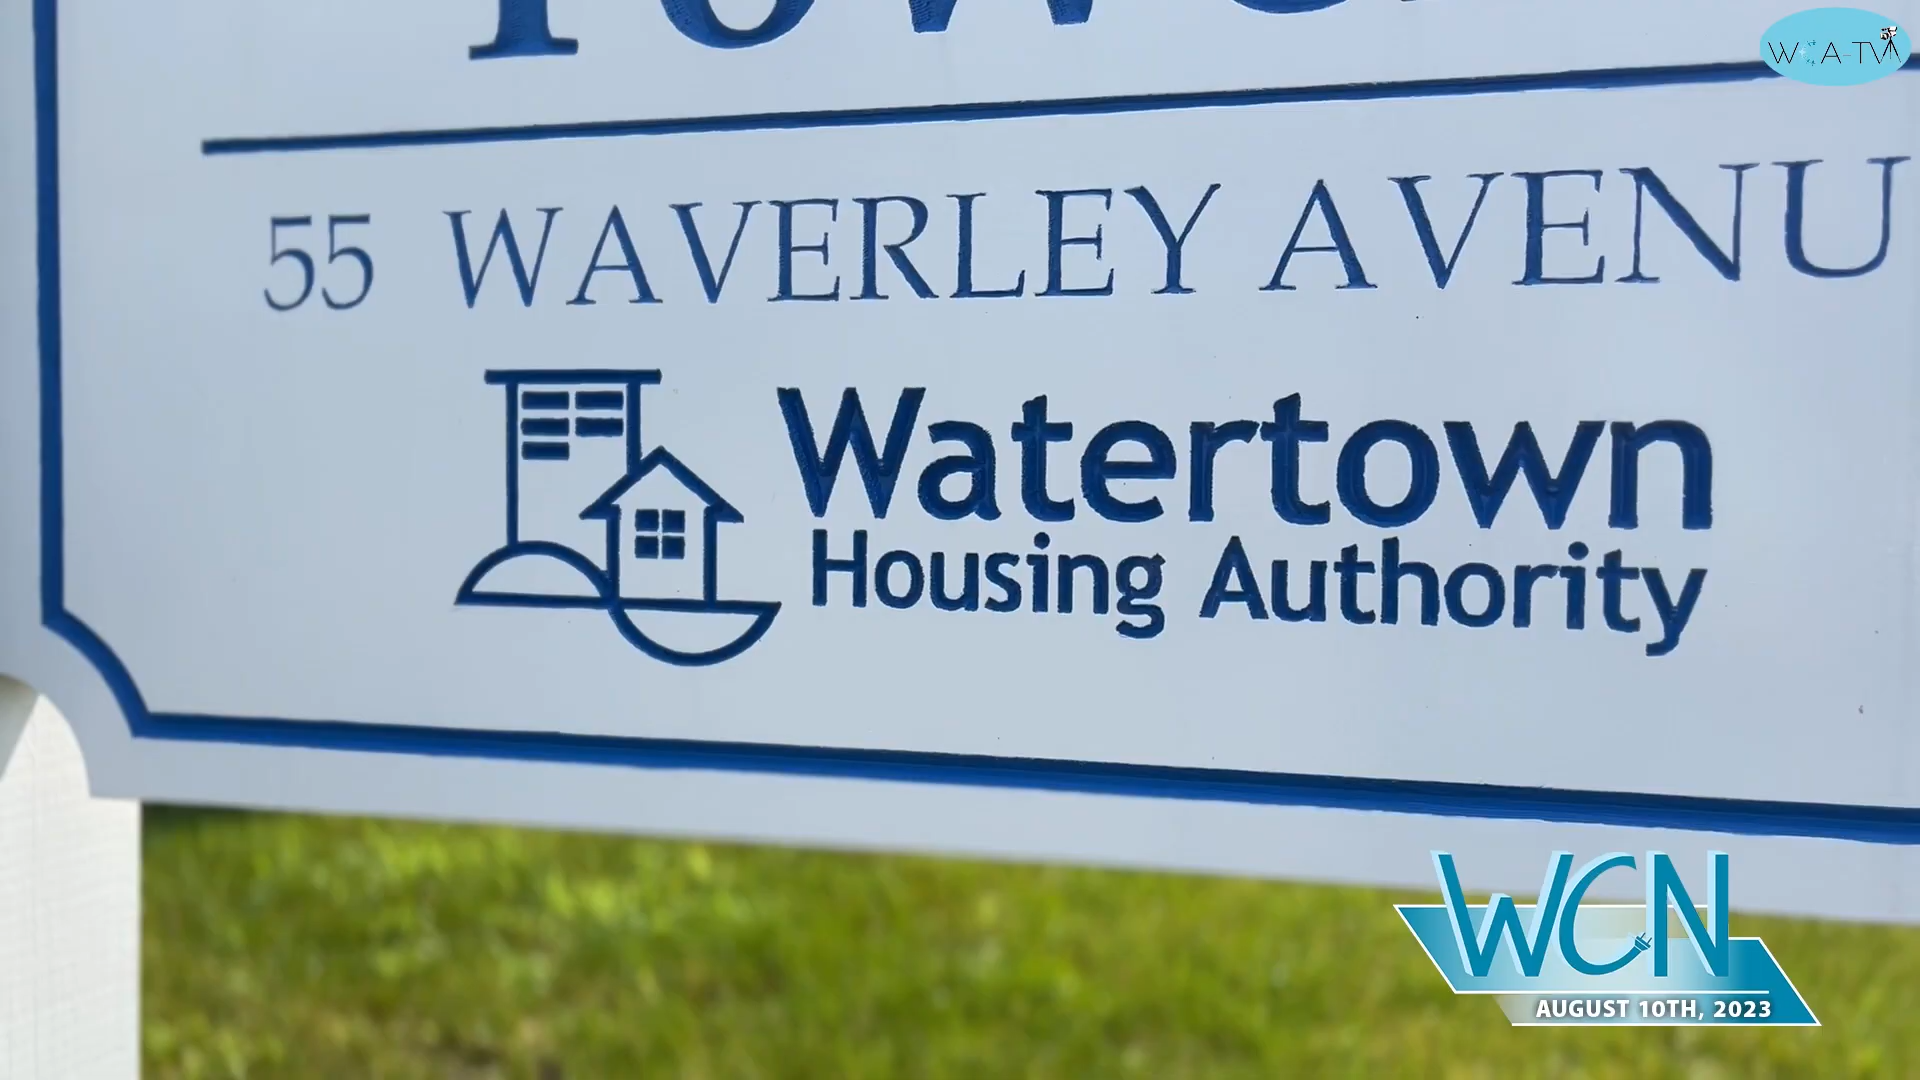 WCA-TV
55 WAVERLEY AVENU
Watertown
Housing Authority
WCN
AUGUST 10TH, 2023